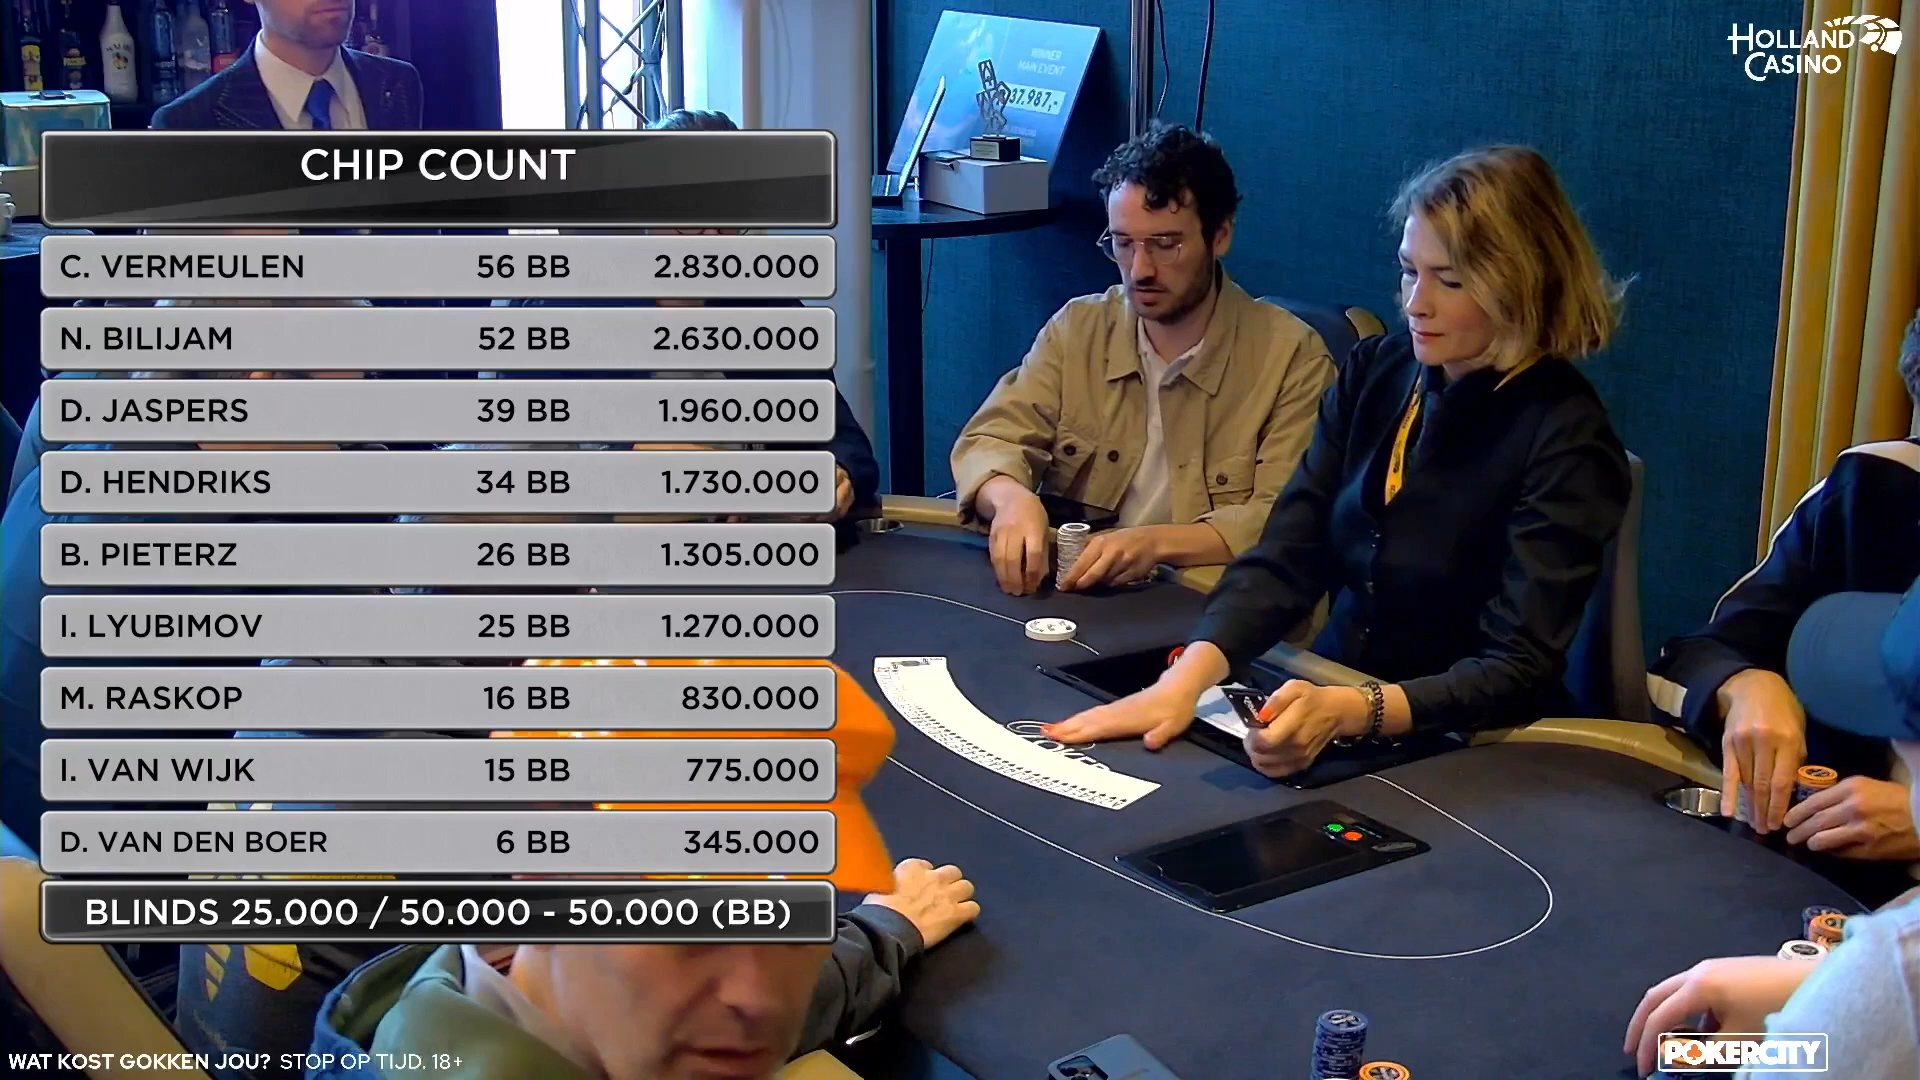 HOLLAND
CASINO
WINNER
MAIN EVENT
37.987,-
CHIP COUNT
C. VERMEULEN 56 BB 2.830.000
N. BILIJAM 52 BB 2.630.000
D. JASPERS 39 BB 1.960.000
D. HENDRIKS 34 BB 1.730.000
B. PIETERZ 26 BB 1.305.000
I. LYUBIMOV 25 BB 1.270.000
M. RASKOP 16 BB 830.000
I. VAN WIJK 15 BB 775.000
D. VAN DEN BOER 6 BB 345.000
BLINDS 25.000 / 50.000 - 50.000 (BB)
WAT KOST GOKKEN JOU? STOP OP TIJD. 18+
POKERCITY